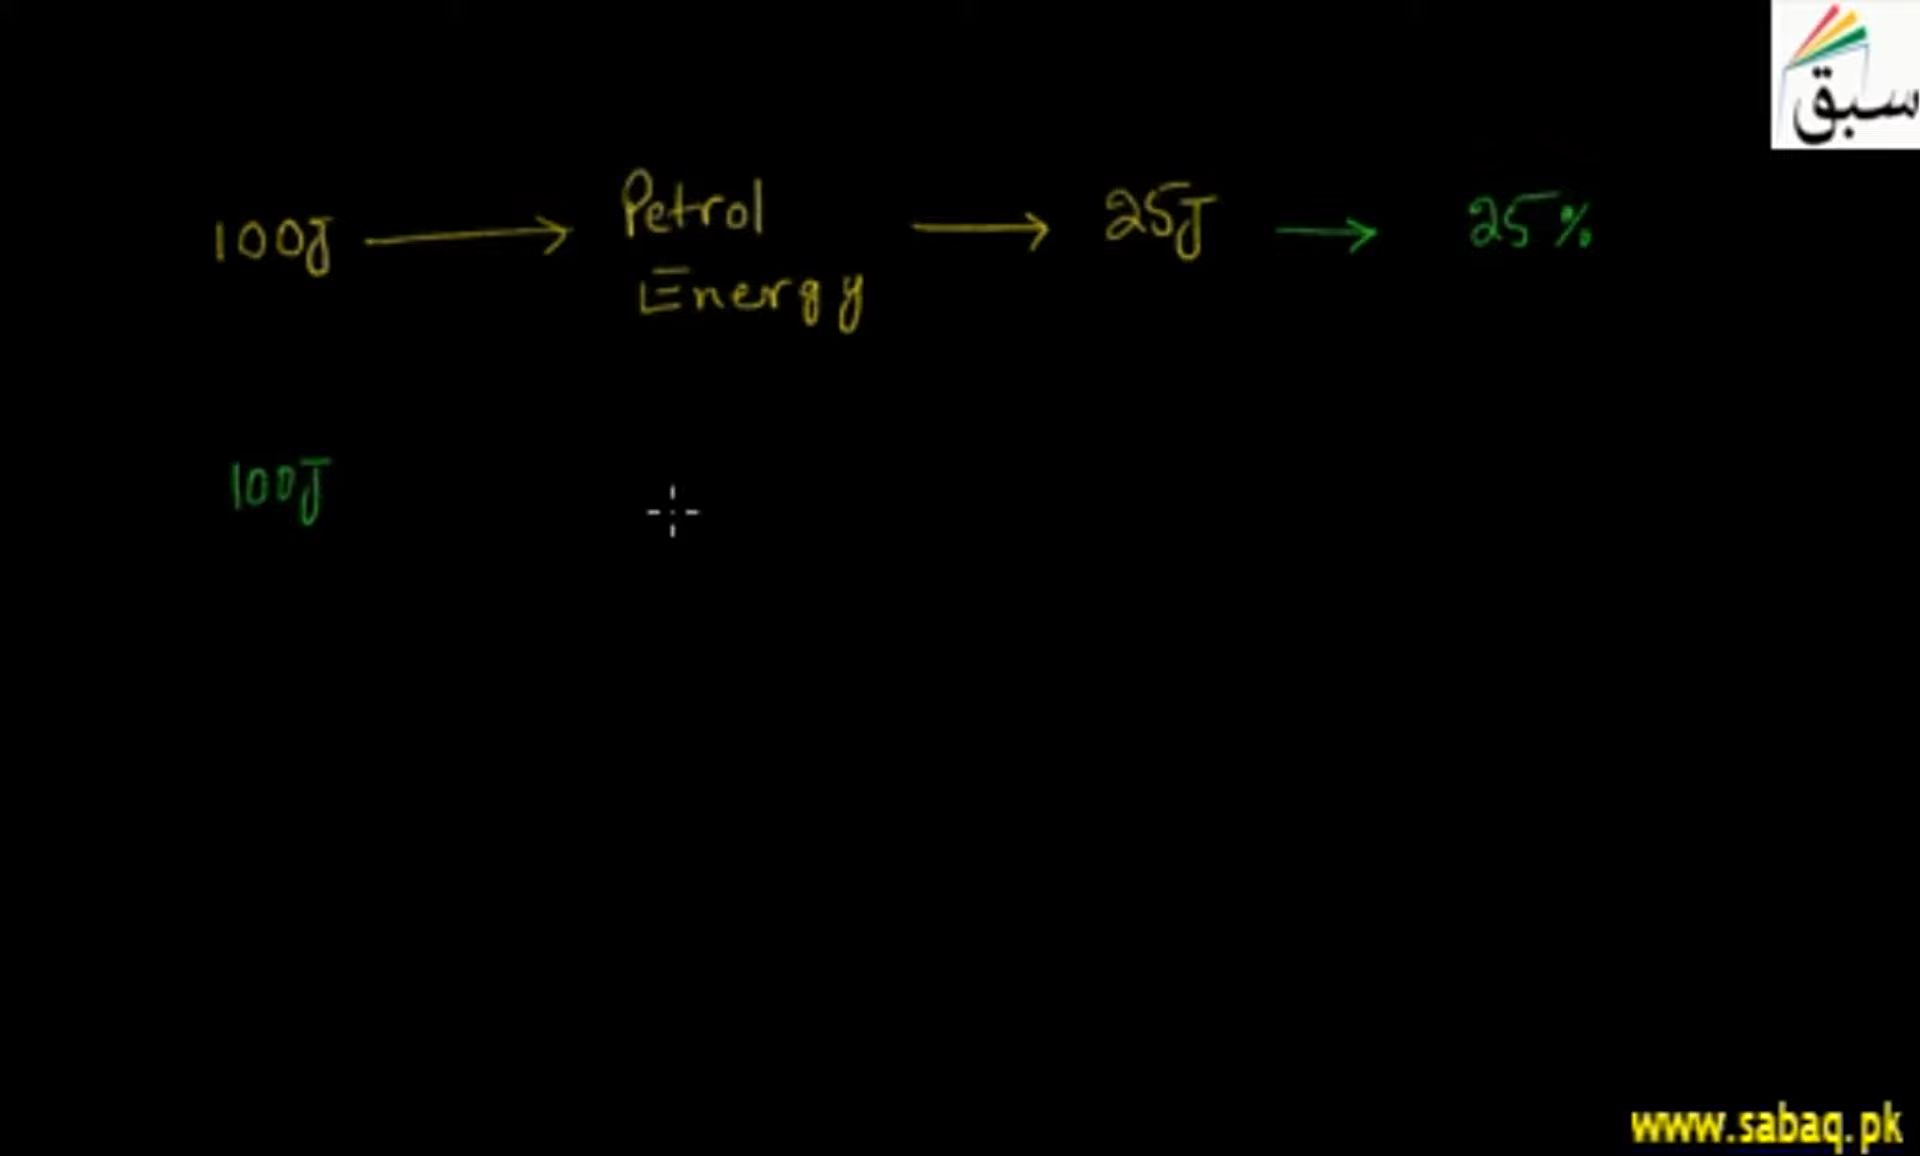 سبق
100J → Petrol Energy → 25J → 25%
100J
www.sabaq.pk